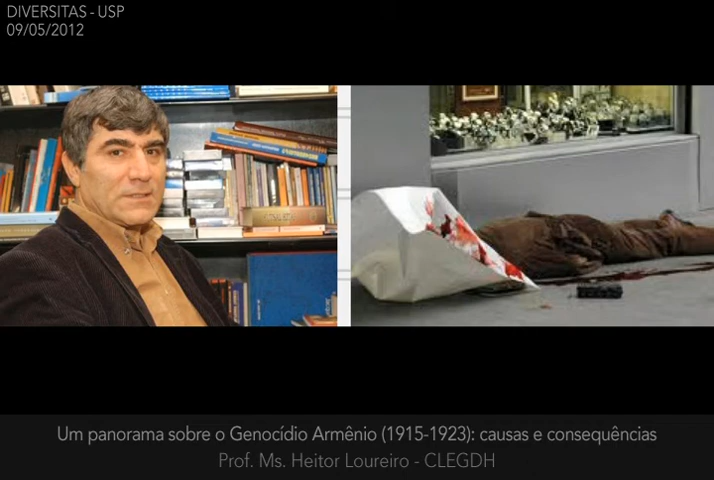 DIVERSITAS - USP
09/05/2012
Um panorama sobre o Genocídio Armênio (1915-1923): causas e consequências
Prof. Ms. Heitor Loureiro - CLEGDH